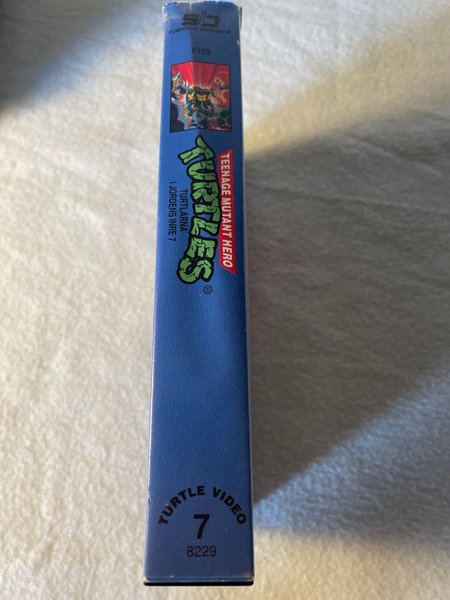 VHS
TEENAGE MUTANT HERO
TURTLES®
TURTLARNA
I JORDENS INRE 7
TURTLE VIDEO
7
8229